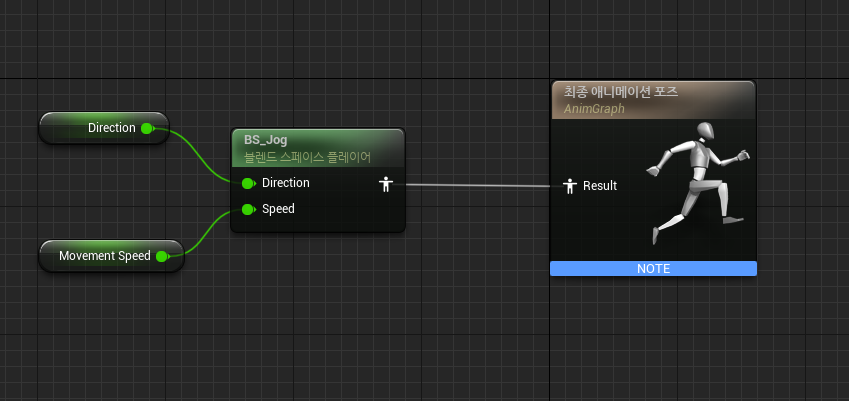 Direction
Movement Speed
BS_Jog
블렌드 스페이스 플레이어
Direction
Speed
최종 애니메이션 포즈
AnimGraph
Result
NOTE